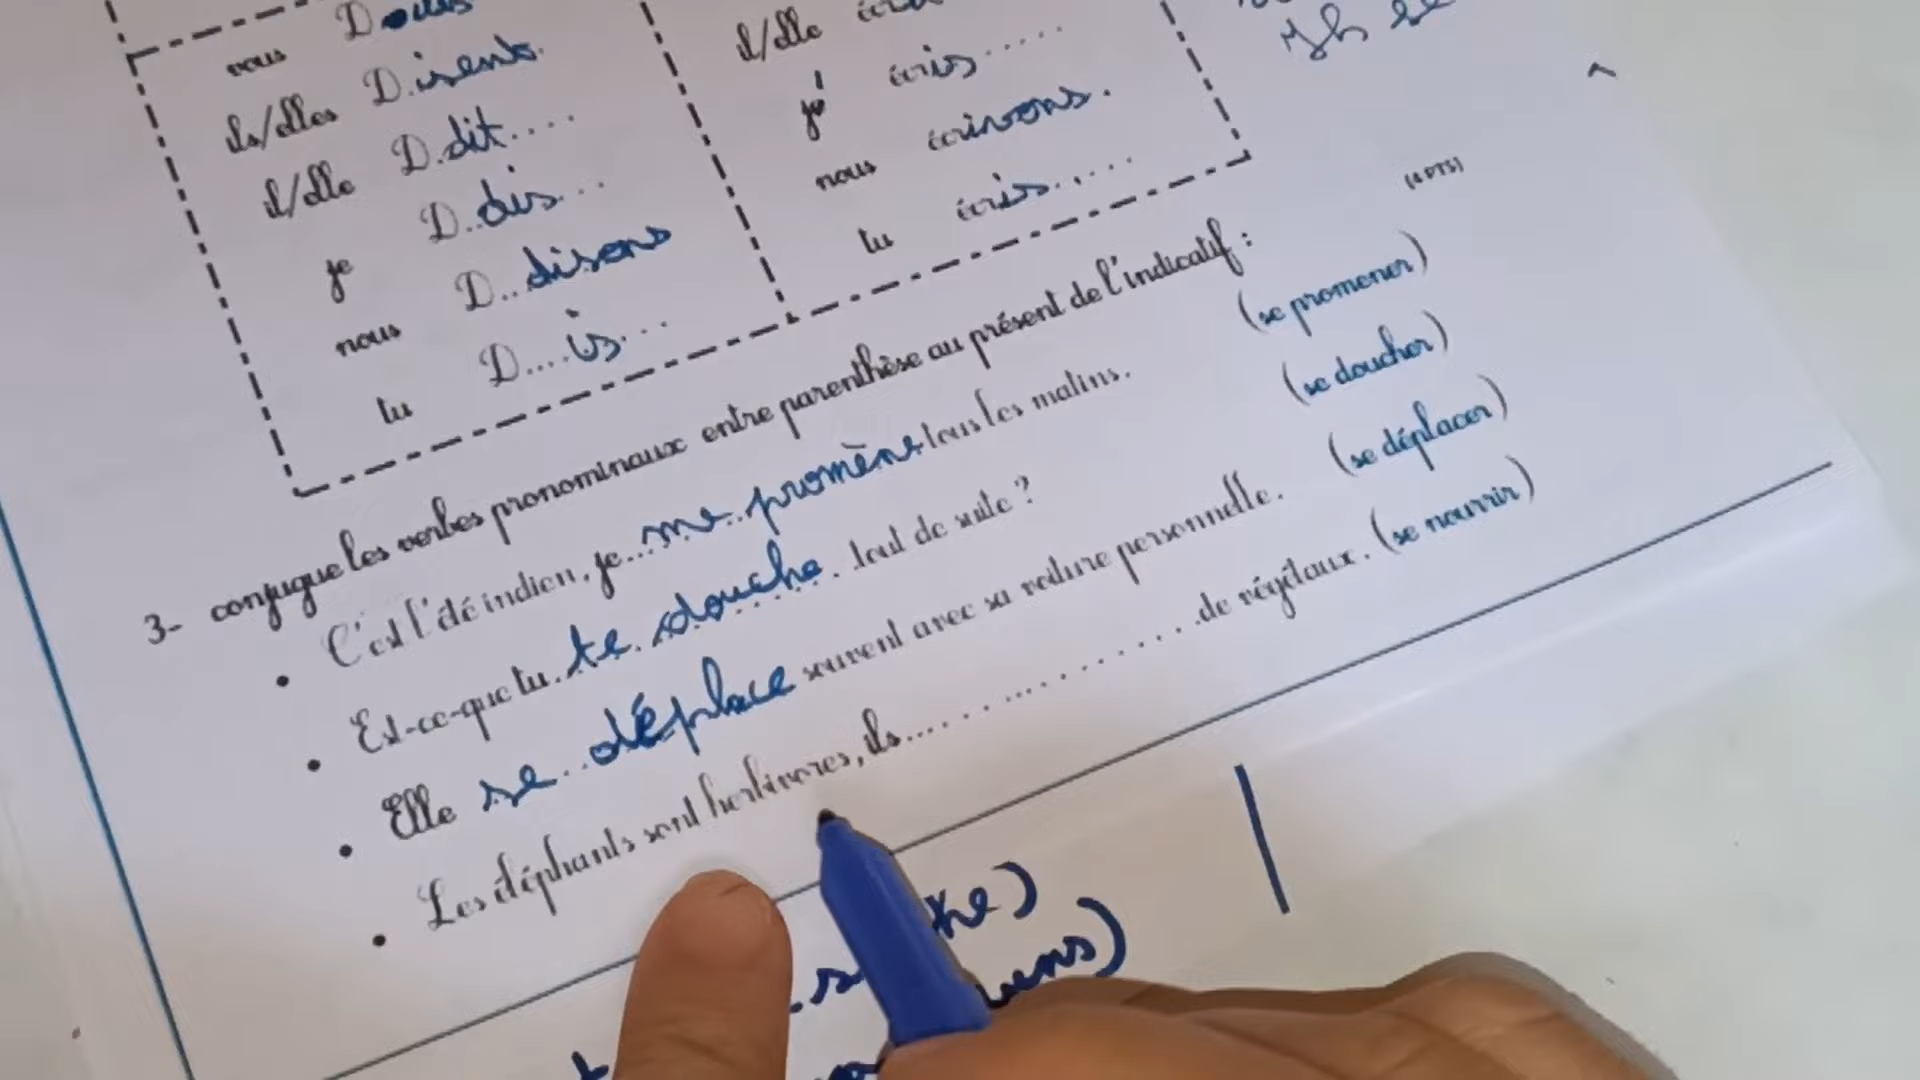 nous D
ils/elles D.isent.
il/elle D.dit....
je D..dis...
nous D..disons
tu D....is...
il/elle
j' écris.....
nous écrivons.
tu écris.....
3- conjugue les verbes pronominaux entre parenthèse au présent de l'indicatif :
• C'est l'été indien, je...me..promène tous les matins. (se promener)
• Est-ce-que tu.te.douche. tout de suite ? (se doucher)
• Elle se..déplace souvent avec sa voiture personnelle. (se déplacer)
• Les éléphants sont herbivores, ils.....................de végétaux. (se nourrir)